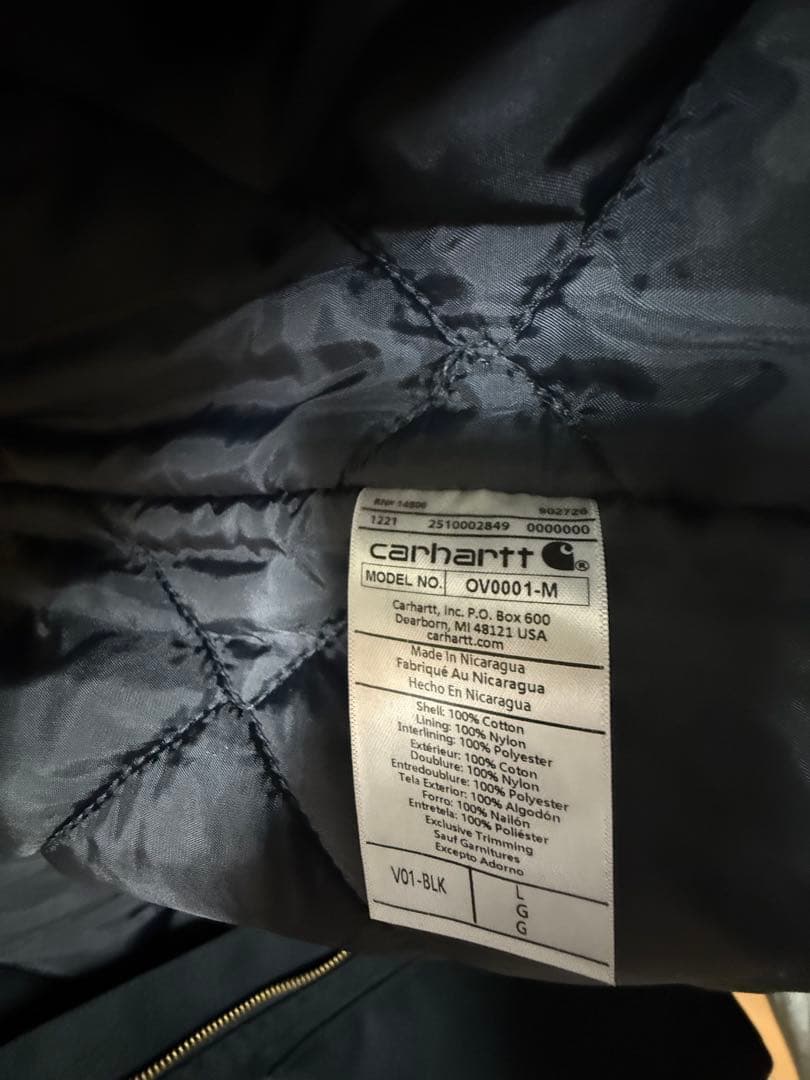 RN# 14806 902720
1221 2510002849 0000000
carhartt ®
MODEL NO. OV0001-M
Carhartt, Inc. P.O. Box 600
Dearborn, MI 48121 USA
carhartt.com
Made In Nicaragua
Fabriqué Au Nicaragua
Hecho En Nicaragua
Shell: 100% Cotton
Lining: 100% Nylon
Interlining: 100% Polyester
Extérieur: 100% Coton
Doublure: 100% Nylon
Entredoublure: 100% Polyester
Tela Exterior: 100% Algodón
Forro: 100% Nailón
Entretela: 100% Poliéster
Exclusive Trimming
Sauf Garnitures
Excepto Adorno
V01-BLK L
G
G